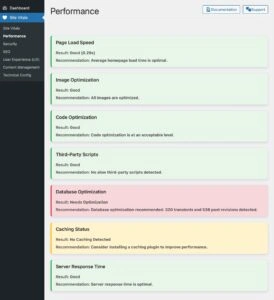 Dashboard
Site Vitals
Site Vitals
Performance
Security
SEO
User Experience (UX)
Content Management
Technical Config
Performance
Documentation
Support
Page Load Speed
Result: Good (0.29s)
Recommendation: Average homepage load time is optimal.
Image Optimization
Result: Good
Recommendation: All images are optimized.
Code Optimization
Result: Good
Recommendation: Code optimization is at an acceptable level.
Third-Party Scripts
Result: Good
Recommendation: No slow third-party scripts detected.
Database Optimization
Result: Needs Optimization
Recommendation: Database optimization recommended. 320 transients and 538 post revisions detected.
Caching Status
Result: No Caching Detected
Recommendation: Consider installing a caching plugin to improve performance.
Server Response Time
Result: Good
Recommendation: Server response time is optimal.